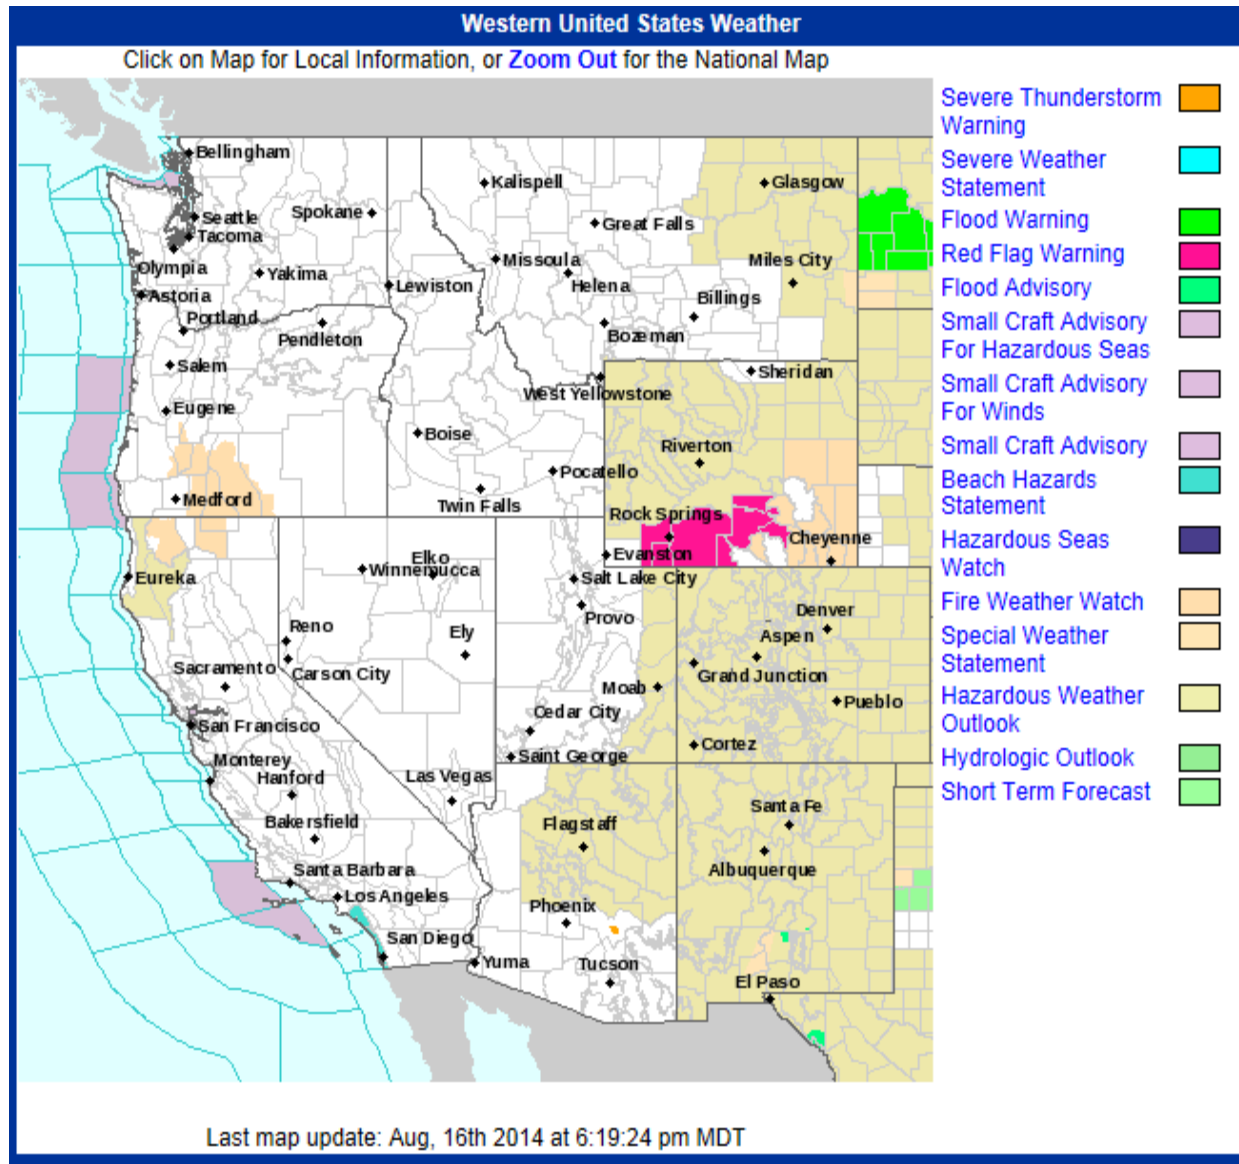 Western United States Weather
Click on Map for Local Information, or Zoom Out for the National Map
Severe Thunderstorm
Warning
Severe Weather
Statement
Flood Warning
Red Flag Warning
Flood Advisory
Small Craft Advisory
For Hazardous Seas
Small Craft Advisory
For Winds
Small Craft Advisory
Beach Hazards
Statement
Hazardous Seas
Watch
Fire Weather Watch
Special Weather
Statement
Hazardous Weather
Outlook
Hydrologic Outlook
Short Term Forecast
Bellingham
Kalispell
Glasgow
Seattle
Spokane
Great Falls
Tacoma
Olympia
Yakima
Missoula
Miles City
Lewiston
Helena
Astoria
Billings
Portland
Pendleton
Bozeman
Salem
Sheridan
West Yellowstone
Eugene
Boise
Riverton
Pocatello
Medford
Twin Falls
Rock Springs
Cheyenne
Evanston
Elko
Winnemucca
Eureka
Salt Lake City
Provo
Denver
Reno
Ely
Aspen
Sacramento
Carson City
Grand Junction
Moab
Pueblo
Cedar City
San Francisco
Cortez
Saint George
Monterey
Hanford
Las Vegas
Santa Fe
Bakersfield
Flagstaff
Albuquerque
Santa Barbara
Los Angeles
Phoenix
San Diego
Yuma
Tucson
El Paso
Last map update: Aug, 16th 2014 at 6:19:24 pm MDT